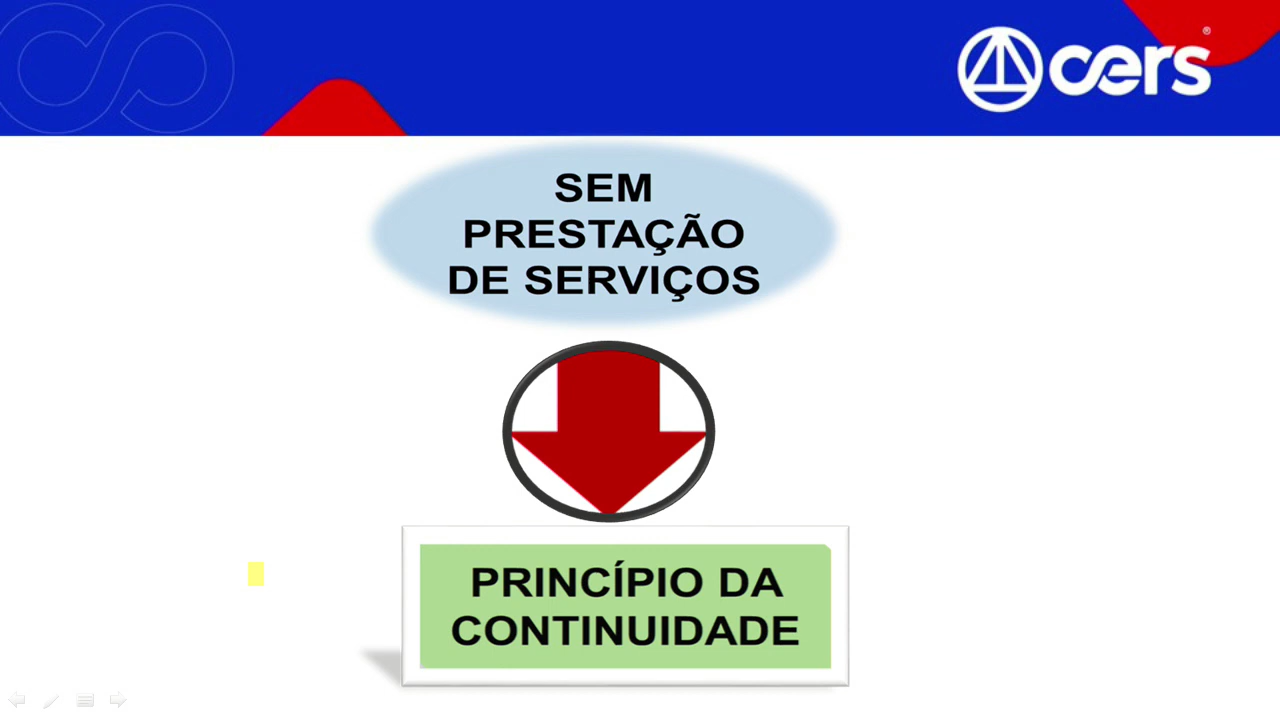 cers®
SEM
PRESTAÇÃO
DE SERVIÇOS
PRINCÍPIO DA
CONTINUIDADE